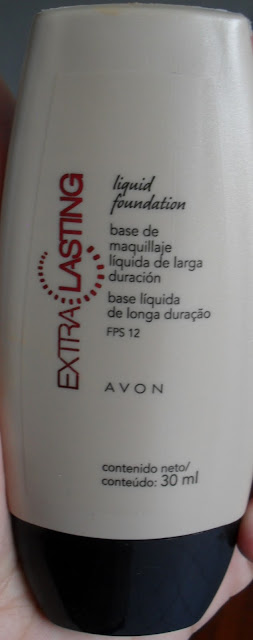 EXTRA LASTING
liquid
foundation
base de
maquillaje
líquida de larga
duración
base líquida
de longa duração
FPS 12
AVON
contenido neto/
conteúdo: 30 ml